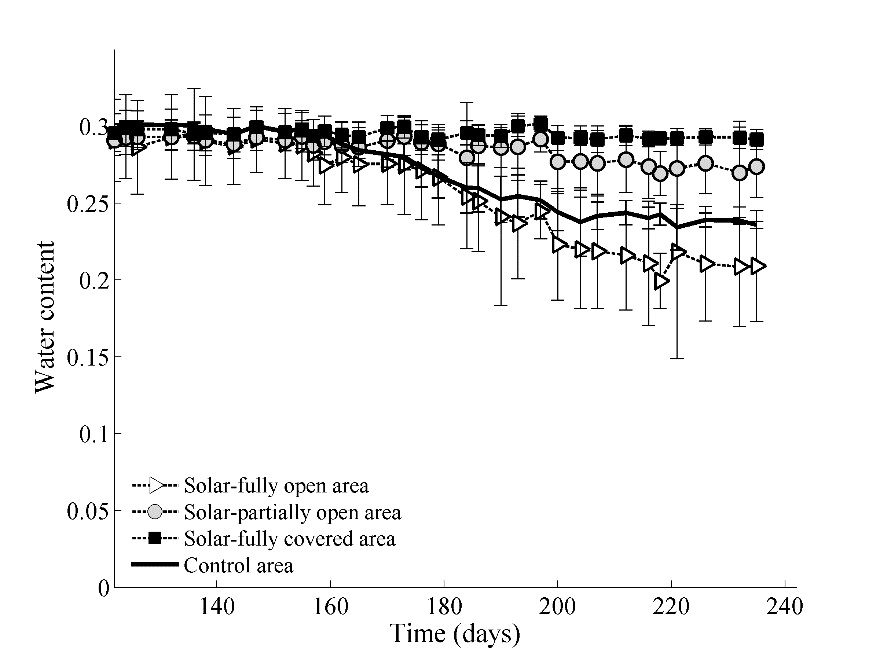 0.3
0.25
0.2
0.15
0.1
0.05
0
Water content
Solar-fully open area
Solar-partially open area
Solar-fully covered area
Control area
140 160 180 200 220 240
Time (days)